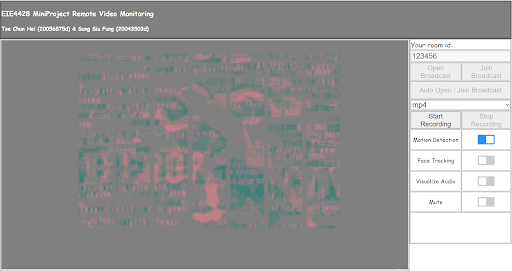 EIE4428 MiniProject Remote Video Monitoring
Tse Chun Hei (20056875d) & Sung Siu Fung (20043503d)
Your room id:
123456
Open Broadcast
Join Broadcast
Auto Open / Join Broadcast
mp4
Start Recording
Stop Recording
Motion Detection
Face Tracking
Visualize Audio
Mute